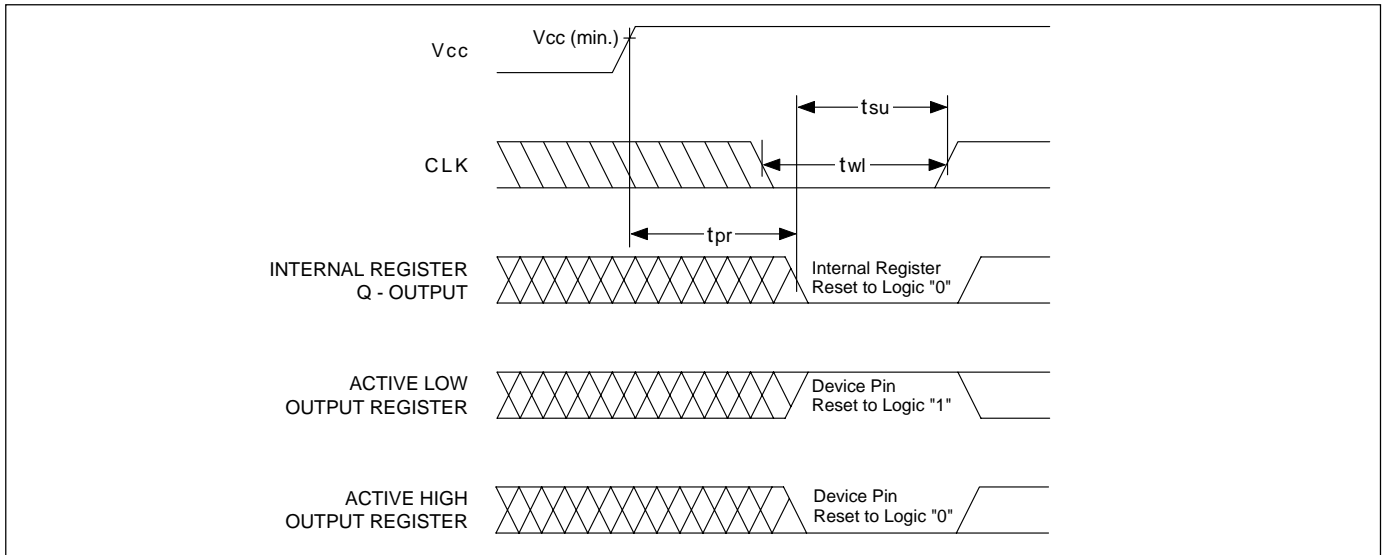 Vcc
Vcc (min.)
tsu
CLK
twl
tpr
INTERNAL REGISTER
Q - OUTPUT
Internal Register
Reset to Logic "0"
ACTIVE LOW
OUTPUT REGISTER
Device Pin
Reset to Logic "1"
ACTIVE HIGH
OUTPUT REGISTER
Device Pin
Reset to Logic "0"